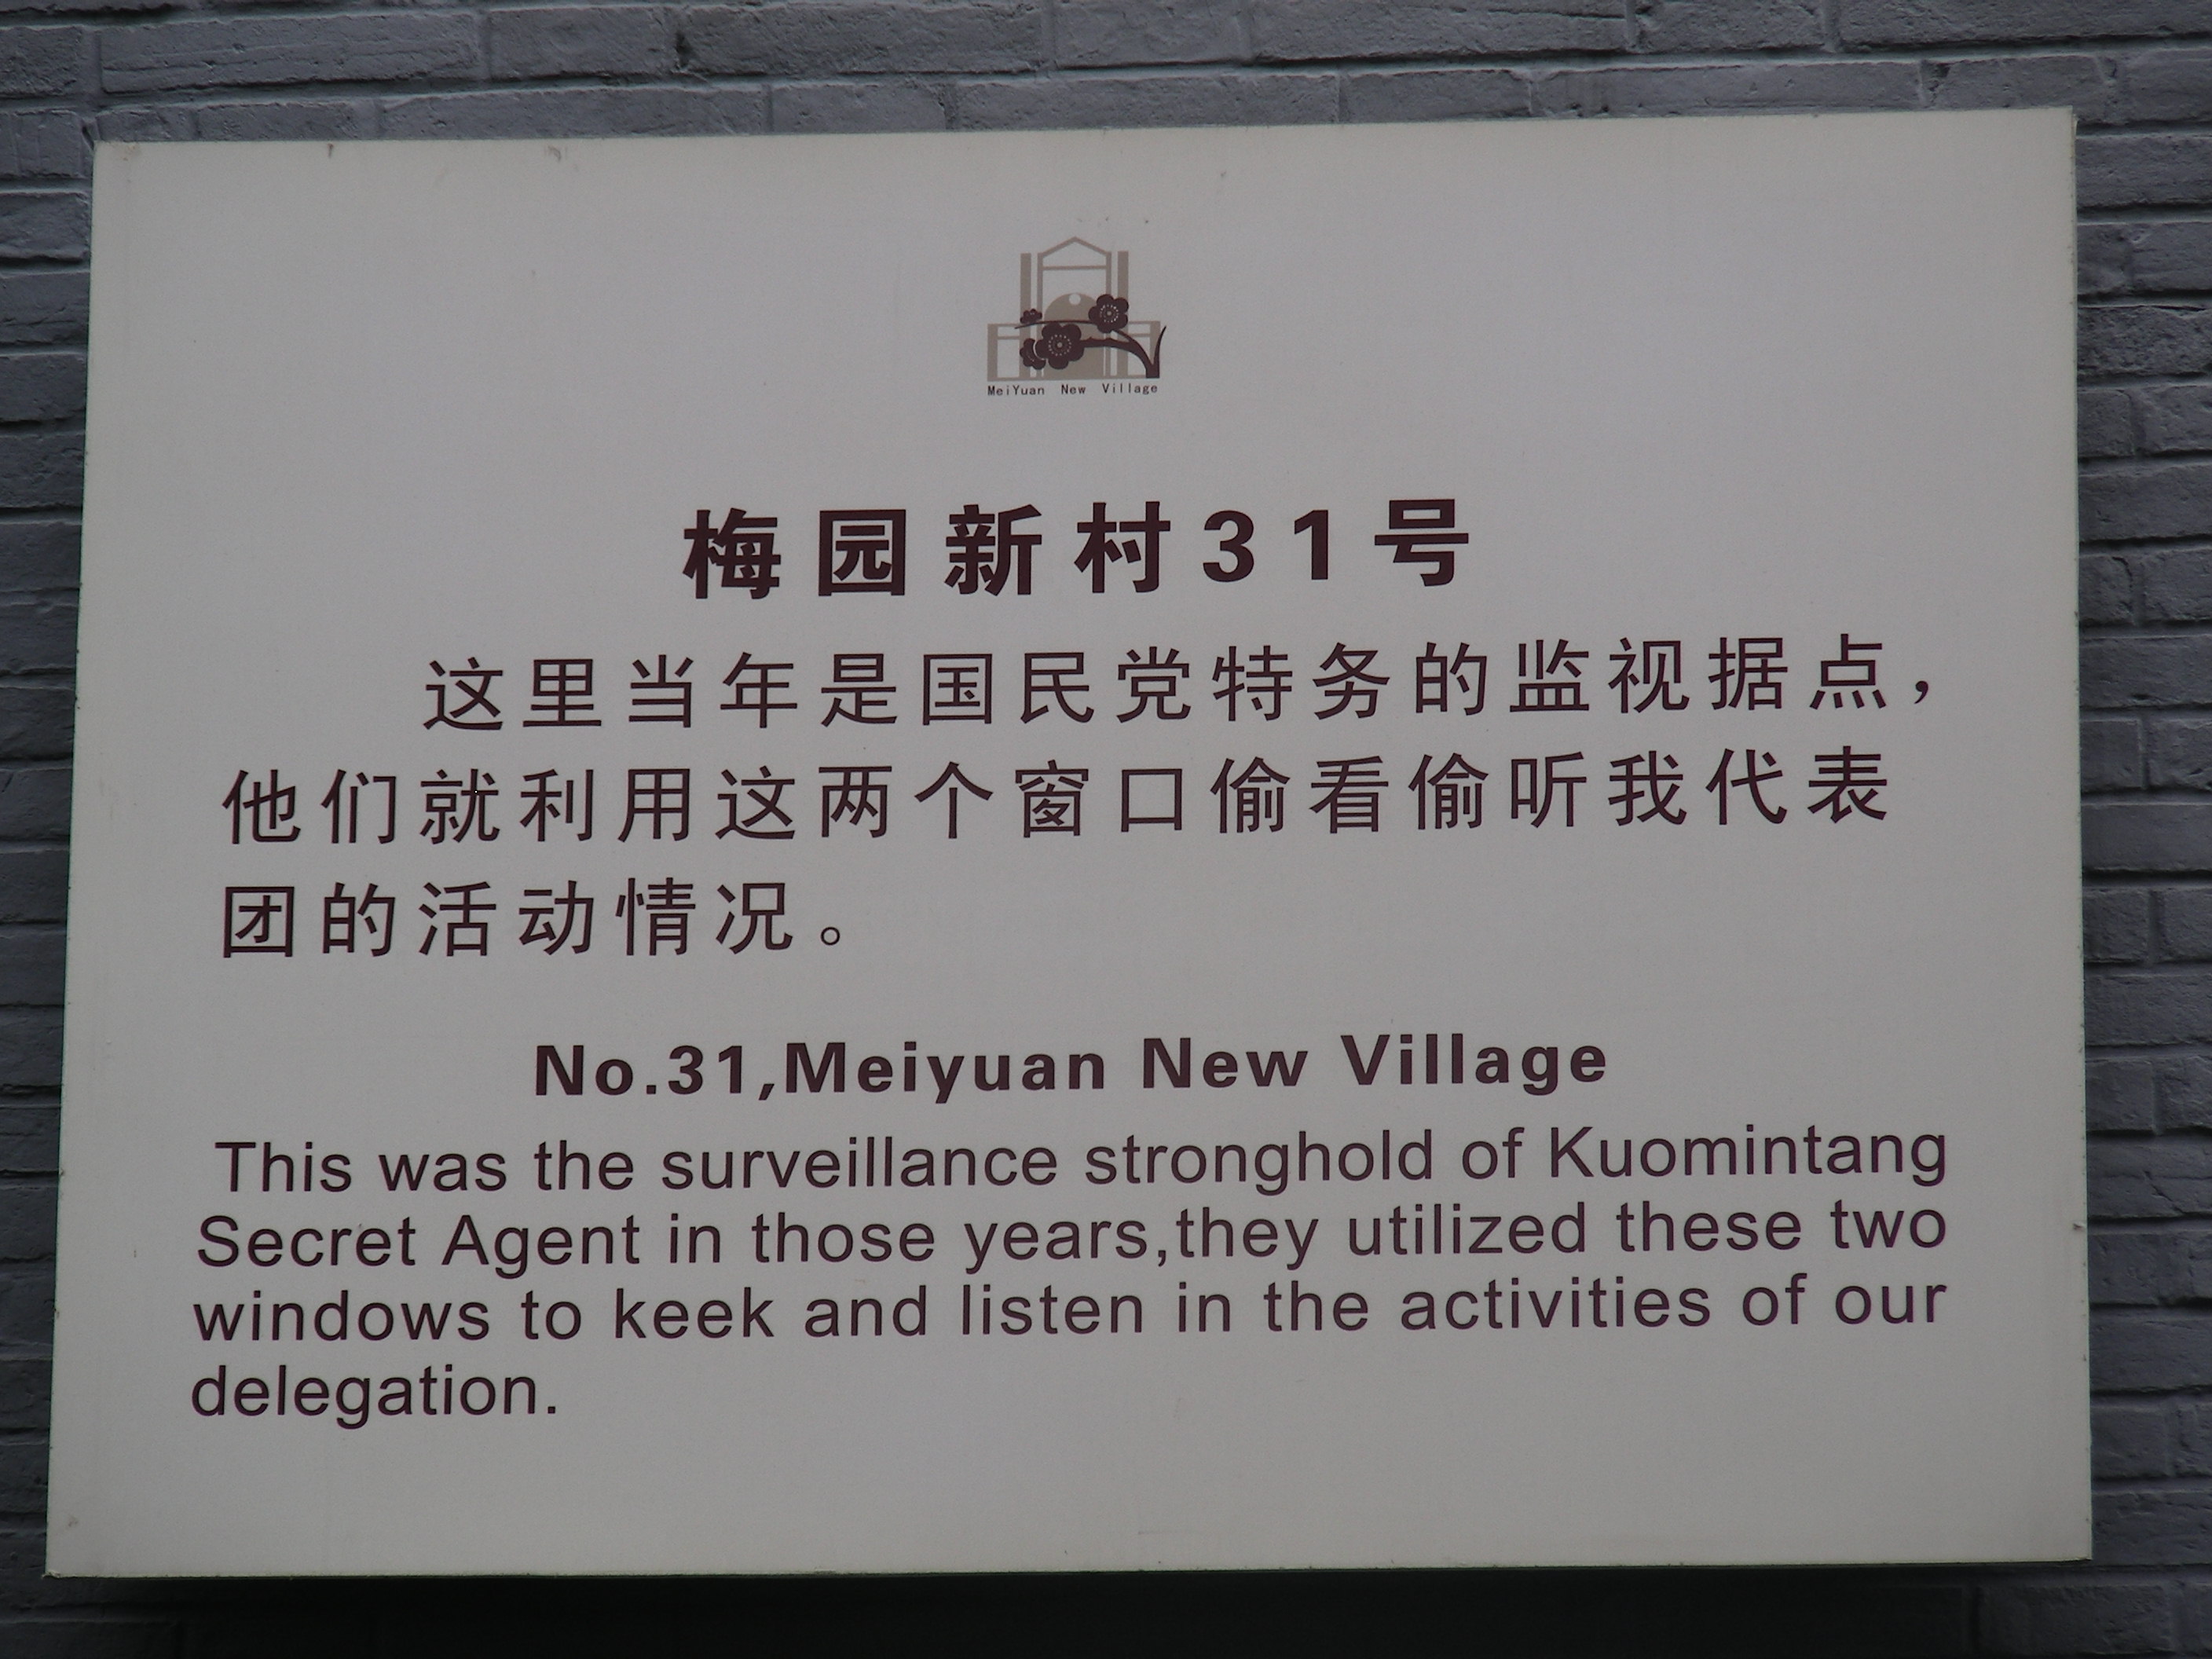 MeiYuan New Village
梅园新村31号
这里当年是国民党特务的监视据点，
他们就利用这两个窗口偷看偷听我代表
团的活动情况。
No.31,Meiyuan New Village
This was the surveillance stronghold of Kuomintang
Secret Agent in those years,they utilized these two
windows to keek and listen in the activities of our
delegation.